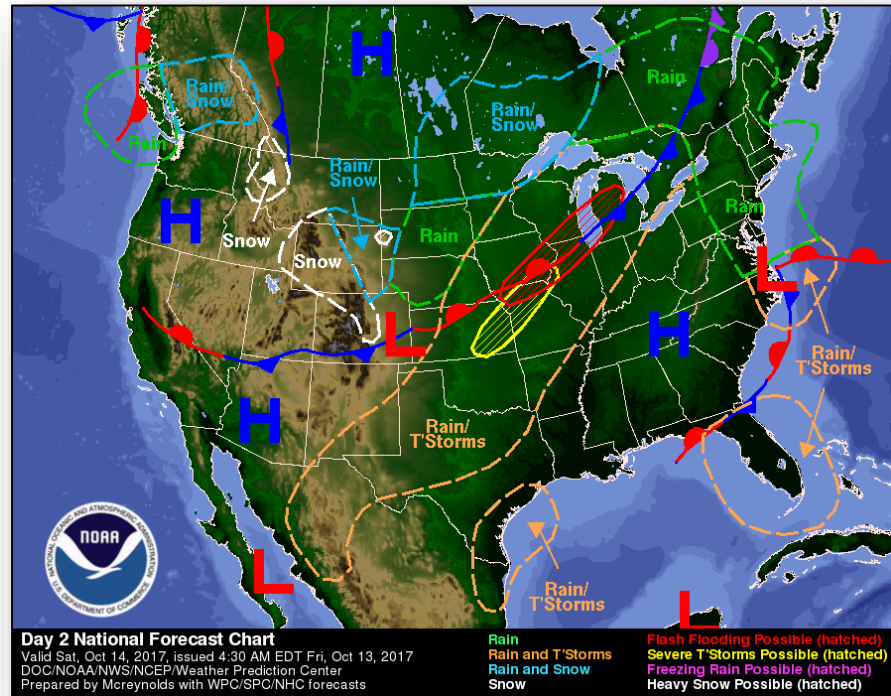 H
Rain/
Snow
Rain
Rain/
Snow
Rain
Rain/
Snow
H
Snow
Rain
Rain
Snow
L
L
H
Rain/
T'Storms
H
Rain/
T'Storms
Rain/
T'Storms
L
L
NOAA
NATIONAL OCEANIC AND ATMOSPHERIC ADMINISTRATION
U.S. DEPARTMENT OF COMMERCE
Day 2 National Forecast Chart
Valid Sat, Oct 14, 2017, issued 4:30 AM EDT Fri, Oct 13, 2017
DOC/NOAA/NWS/NCEP/Weather Prediction Center
Prepared by Mcreynolds with WPC/SPC/NHC forecasts
Rain
Rain and T'Storms
Rain and Snow
Snow
Flash Flooding Possible (hatched)
Severe T'Storms Possible (hatched)
Freezing Rain Possible (hatched)
Heavy Snow Possible (hatched)